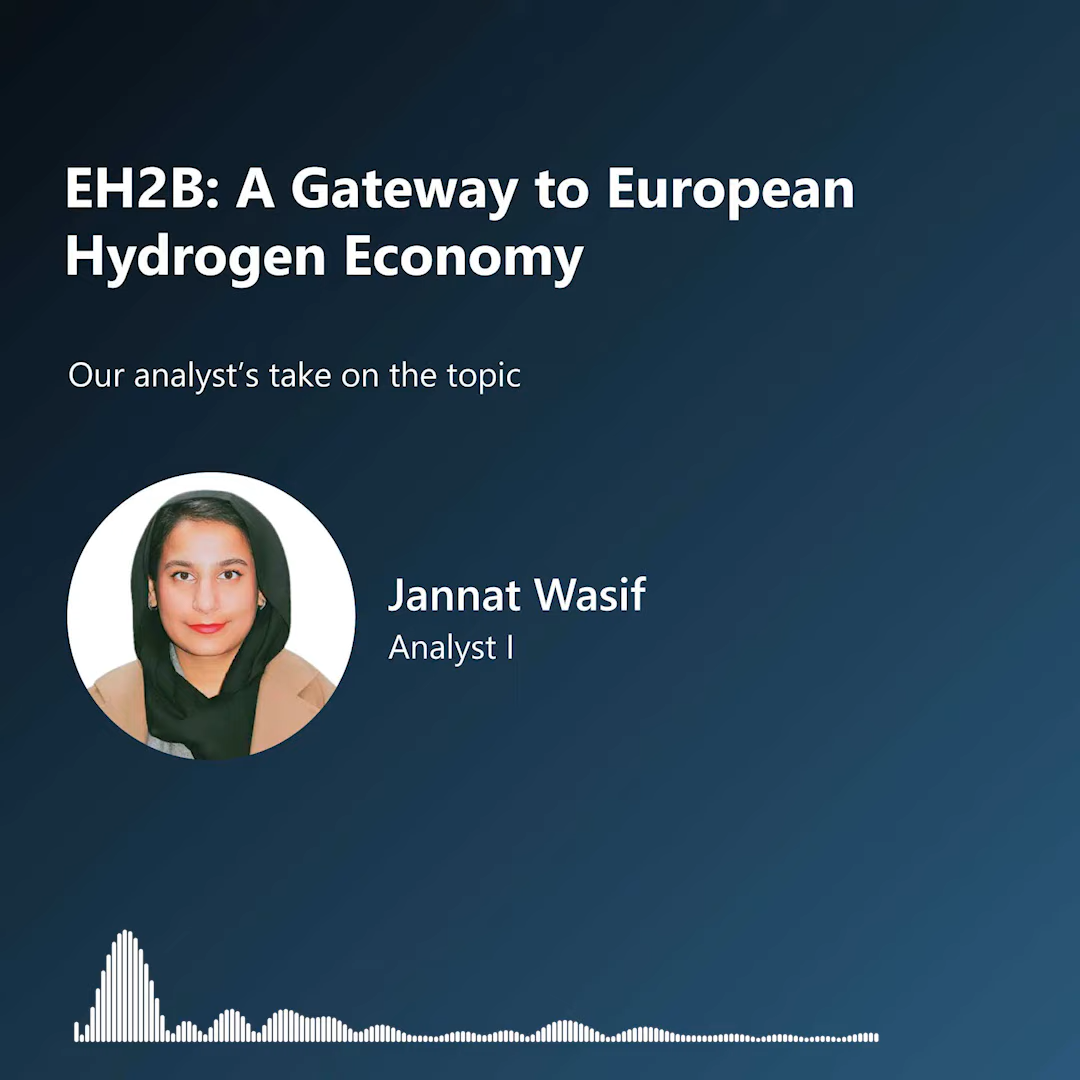 EH2B: A Gateway to European
Hydrogen Economy
Our analyst’s take on the topic
Jannat Wasif
Analyst I